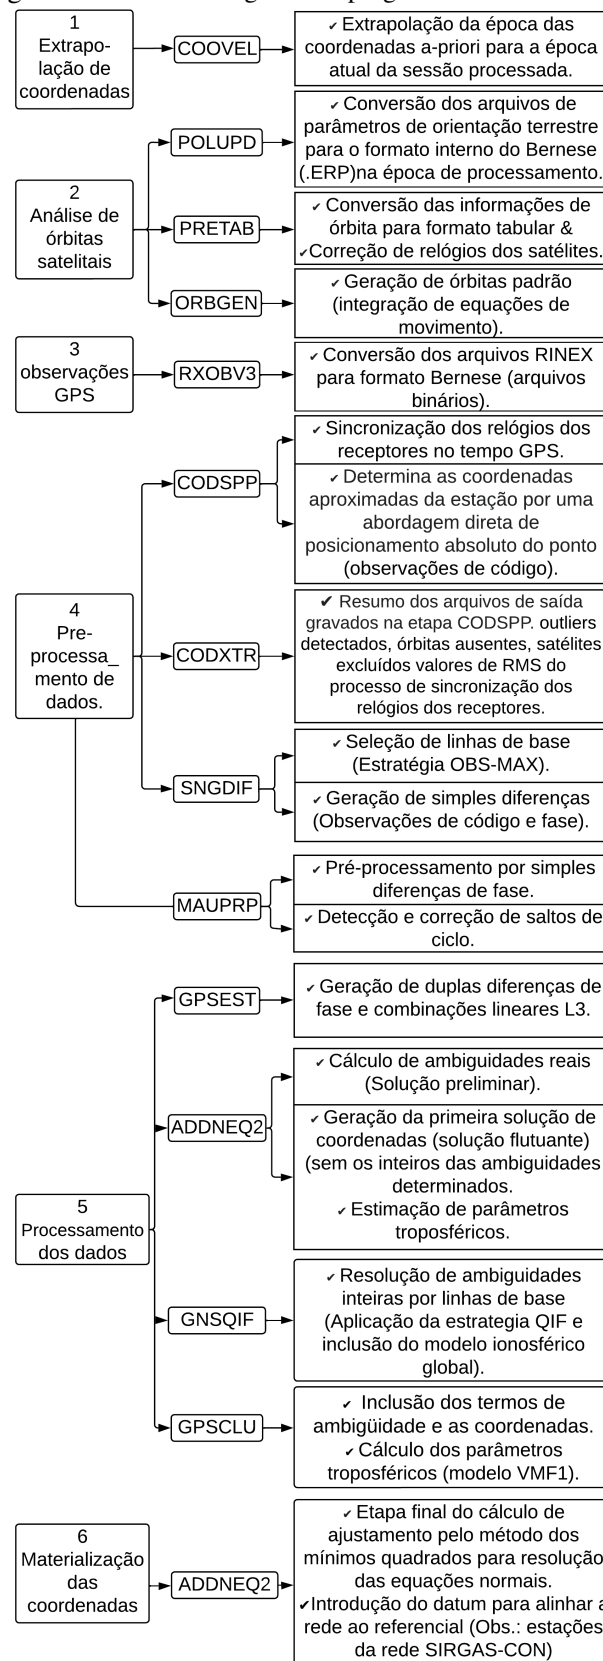 1
Extrapo-
lação de
coordenadas
COOVEL
✓ Extrapolação da época das
coordenadas a-priori para a época
atual da sessão processada.
2
Análise de
órbitas
satelitais
POLUPD
✓ Conversão dos arquivos de
parâmetros de orientação terrestre
para o formato interno do Bernese
(.ERP)na época de processamento.
PRETAB
✓ Conversão das informações de
órbita para formato tabular &
✓Correção de relógios dos satélites.
ORBGEN
✓ Geração de órbitas padrão
(integração de equações de
movimento).
3
observações
GPS
RXOBV3
✓ Conversão dos arquivos RINEX
para formato Bernese (arquivos
binários).
4
Pre-
processa_
mento de
dados.
CODSPP
✓ Sincronização dos relógios dos
receptores no tempo GPS.
✓ Determina as coordenadas
aproximadas da estação por uma
abordagem direta de
posicionamento absoluto do ponto
(observações de código).
CODXTR
✓ Resumo dos arquivos de saída
gravados na etapa CODSPP. outliers
detectados, órbitas ausentes, satélites
excluídos valores de RMS do
processo de sincronização dos
relógios dos receptores.
SNGDIF
✓ Seleção de linhas de base
(Estratégia OBS-MAX).
✓ Geração de simples diferenças
(Observações de código e fase).
MAUPRP
✓ Pré-processamento por simples
diferenças de fase.
✓ Detecção e correção de saltos de
ciclo.
5
Processamento
dos dados
GPSEST
✓ Geração de duplas diferenças de
fase e combinações lineares L3.
ADDNEQ2
✓ Cálculo de ambiguidades reais
(Solução preliminar).
✓ Geração da primeira solução de
coordenadas (solução flutuante)
(sem os inteiros das ambiguidades
determinados.
✓ Estimação de parâmetros
troposféricos.
GNSQIF
✓ Resolução de ambiguidades
inteiras por linhas de base
(Aplicação da estrategia QIF e
inclusão do modelo ionosférico
global).
GPSCLU
✓ Inclusão dos termos de
ambigüidade e as coordenadas.
✓ Cálculo dos parâmetros
troposféricos (modelo VMF1).
6
Materialização
das
coordenadas
ADDNEQ2
✓ Etapa final do cálculo de
ajustamento pelo método dos
mínimos quadrados para resolução
das equações normais.
✓Introdução do datum para alinhar a
rede ao referencial (Obs.: estações
da rede SIRGAS-CON)